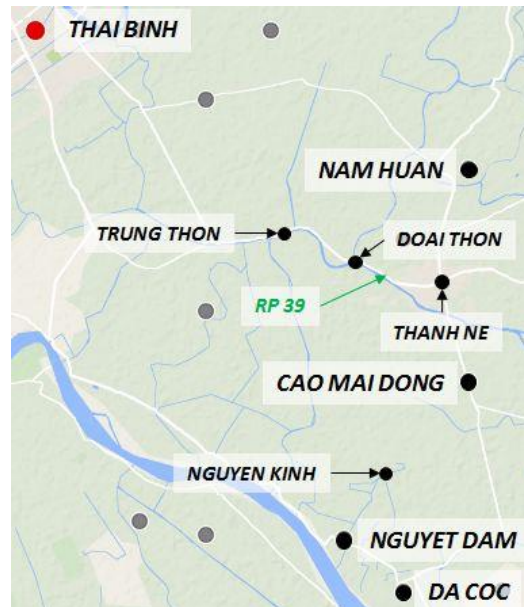 THAI BINH
NAM HUAN
TRUNG THON
DOAI THON
RP 39
THANH NE
CAO MAI DONG
NGUYEN KINH
NGUYET DAM
DA COC